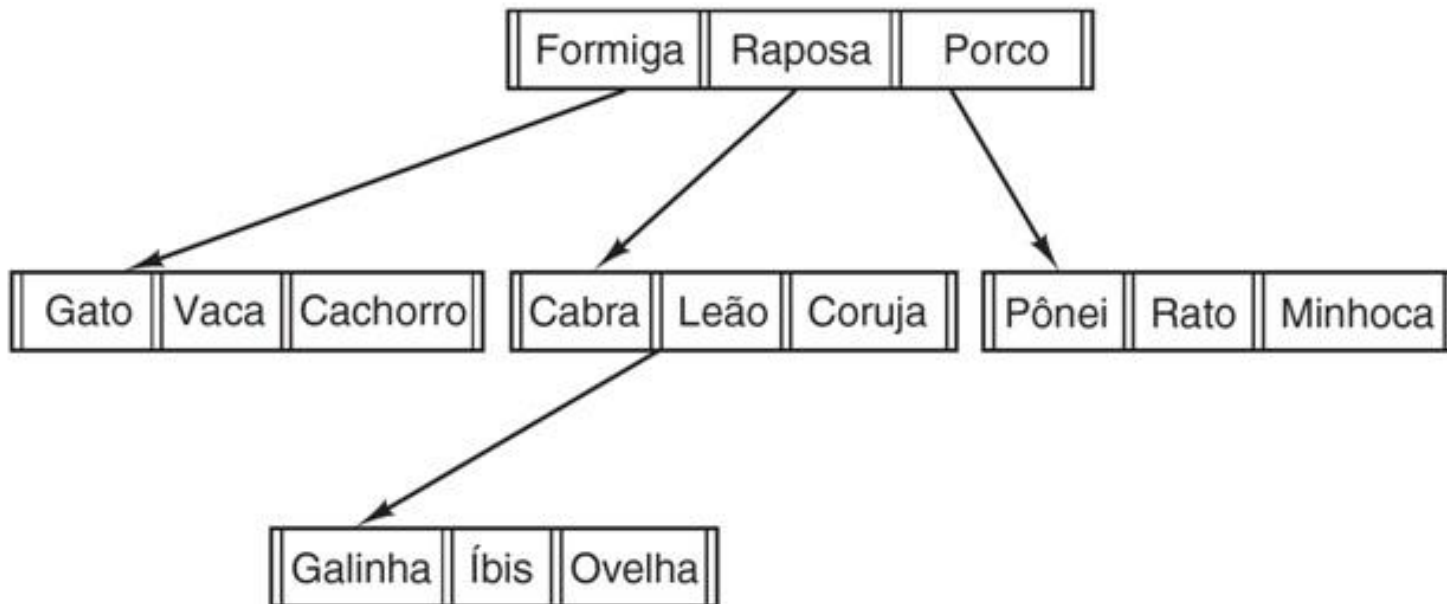 Formiga Raposa Porco
Gato Vaca Cachorro Cabra Leão Coruja Pônei Rato Minhoca
Galinha Íbis Ovelha